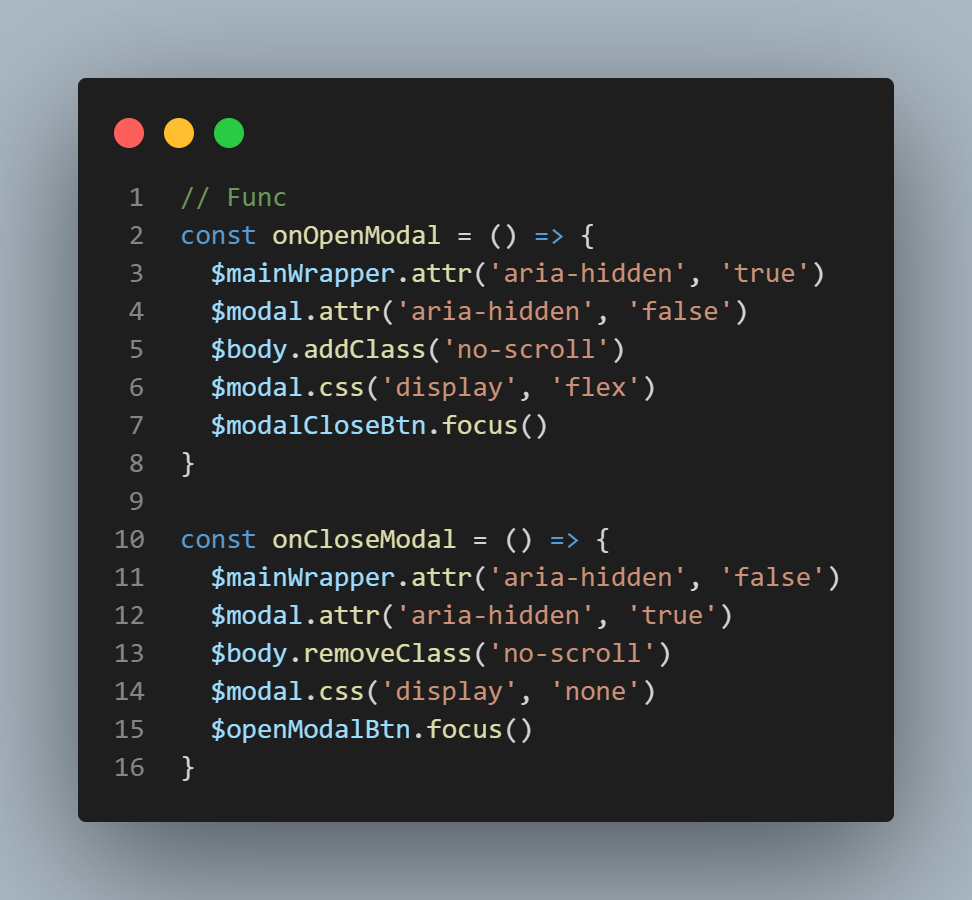 1 // Func
2 const onOpenModal = () => {
3   $mainWrapper.attr('aria-hidden', 'true')
4   $modal.attr('aria-hidden', 'false')
5   $body.addClass('no-scroll')
6   $modal.css('display', 'flex')
7   $modalCloseBtn.focus()
8 }
9
10 const onCloseModal = () => {
11   $mainWrapper.attr('aria-hidden', 'false')
12   $modal.attr('aria-hidden', 'true')
13   $body.removeClass('no-scroll')
14   $modal.css('display', 'none')
15   $openModalBtn.focus()
16 }